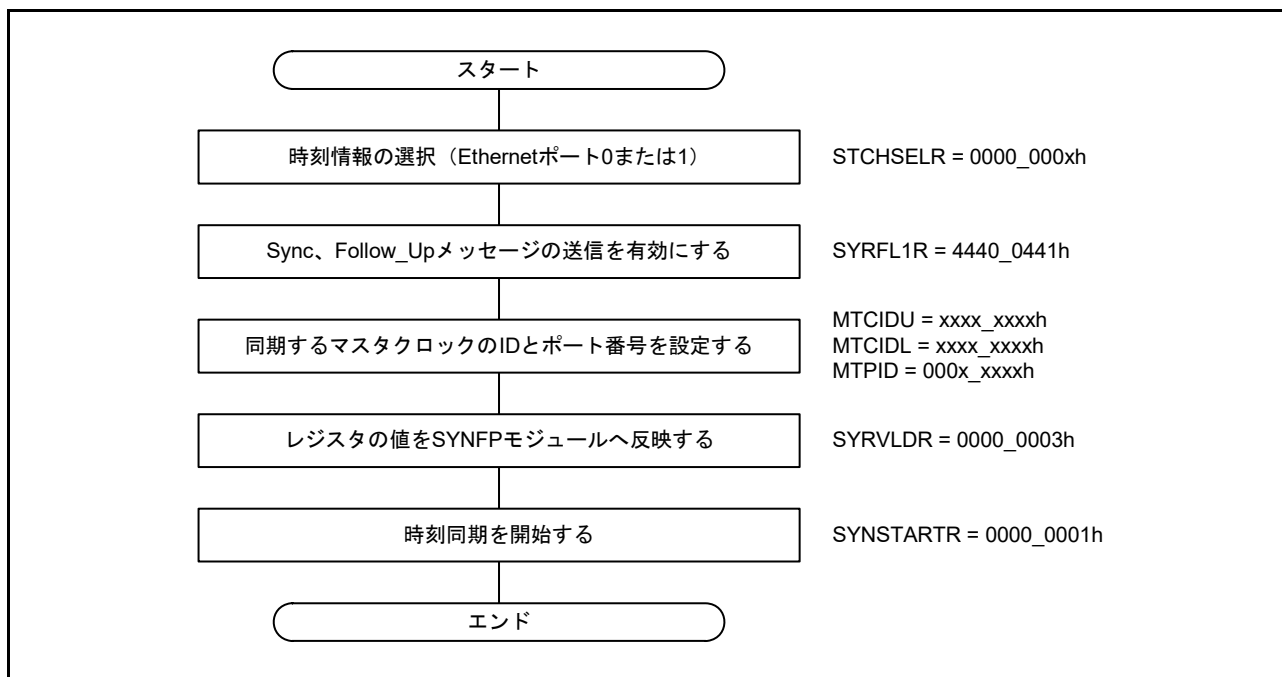 スタート
時刻情報の選択（Ethernetポート0または1）
STCHSELR = 0000_000xh
Sync、Follow_Upメッセージの送信を有効にする
SYRFL1R = 4440_0441h
同期するマスタクロックのIDとポート番号を設定する
MTCIDU = xxxx_xxxxh
MTCIDL = xxxx_xxxxh
MTPID = 000x_xxxxh
レジスタの値をSYNFPモジュールへ反映する
SYRVLDR = 0000_0003h
時刻同期を開始する
SYNSTARTR = 0000_0001h
エンド